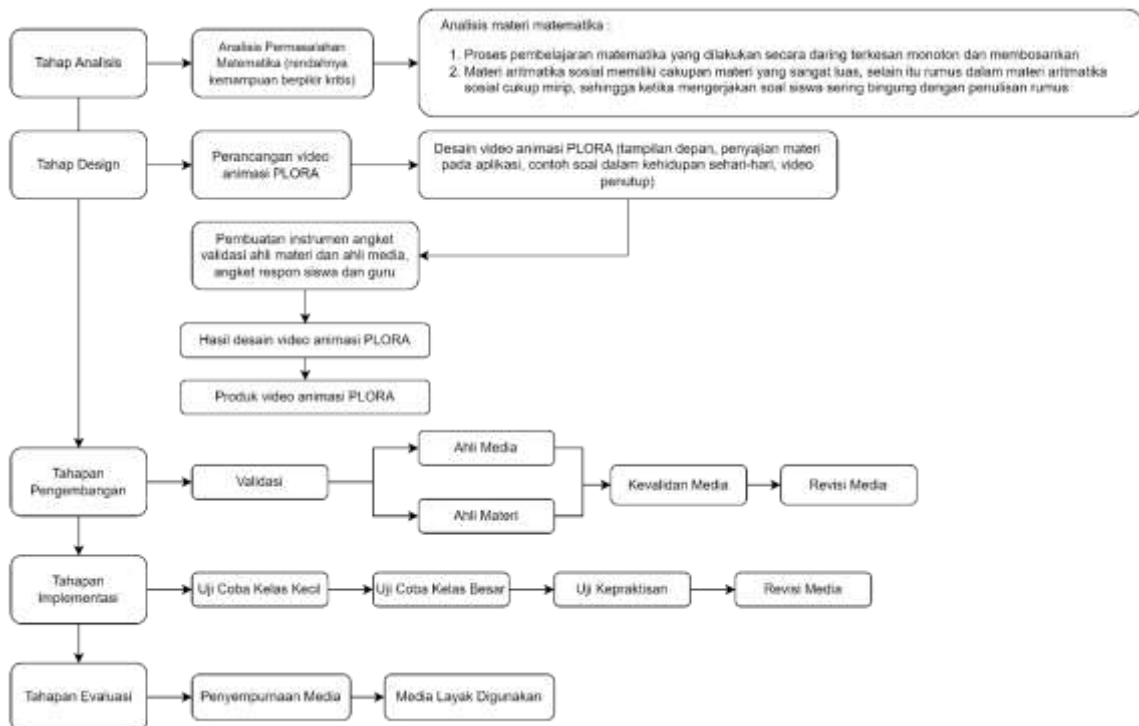 Tahap Analisis
Analisis Permasalahan
Matematika (rendahnya
kemampuan berpikir kritis)
Analisis materi matematika :
1. Proses pembelajaran matematika yang dilakukan secara daring terkesan monoton dan membosankan
2. Materi aritmatika sosial memiliki cakupan materi yang sangat luas, selain itu rumus dalam materi aritmatika
sosial cukup mirip, sehingga ketika mengerjakan soal siswa sering bingung dengan penulisan rumus
Tahap Design
Perancangan video
animasi PLORA
Desain video animasi PLORA (tampilan depan, penyajian materi
pada aplikasi, contoh soal dalam kehidupan sehari-hari, video
penutup)
Pembuatan instrumen angket
validasi ahli materi dan ahli media,
angket respon siswa dan guru
Hasil desain video animasi PLORA
Produk video animasi PLORA
Tahapan
Pengembangan
Validasi
Ahli Media
Ahli Materi
Kevalidan Media
Revisi Media
Tahapan
Implementasi
Uji Coba Kelas Kecil
Uji Coba Kelas Besar
Uji Kepraktisan
Revisi Media
Tahapan Evaluasi
Penyempurnaan Media
Media Layak Digunakan